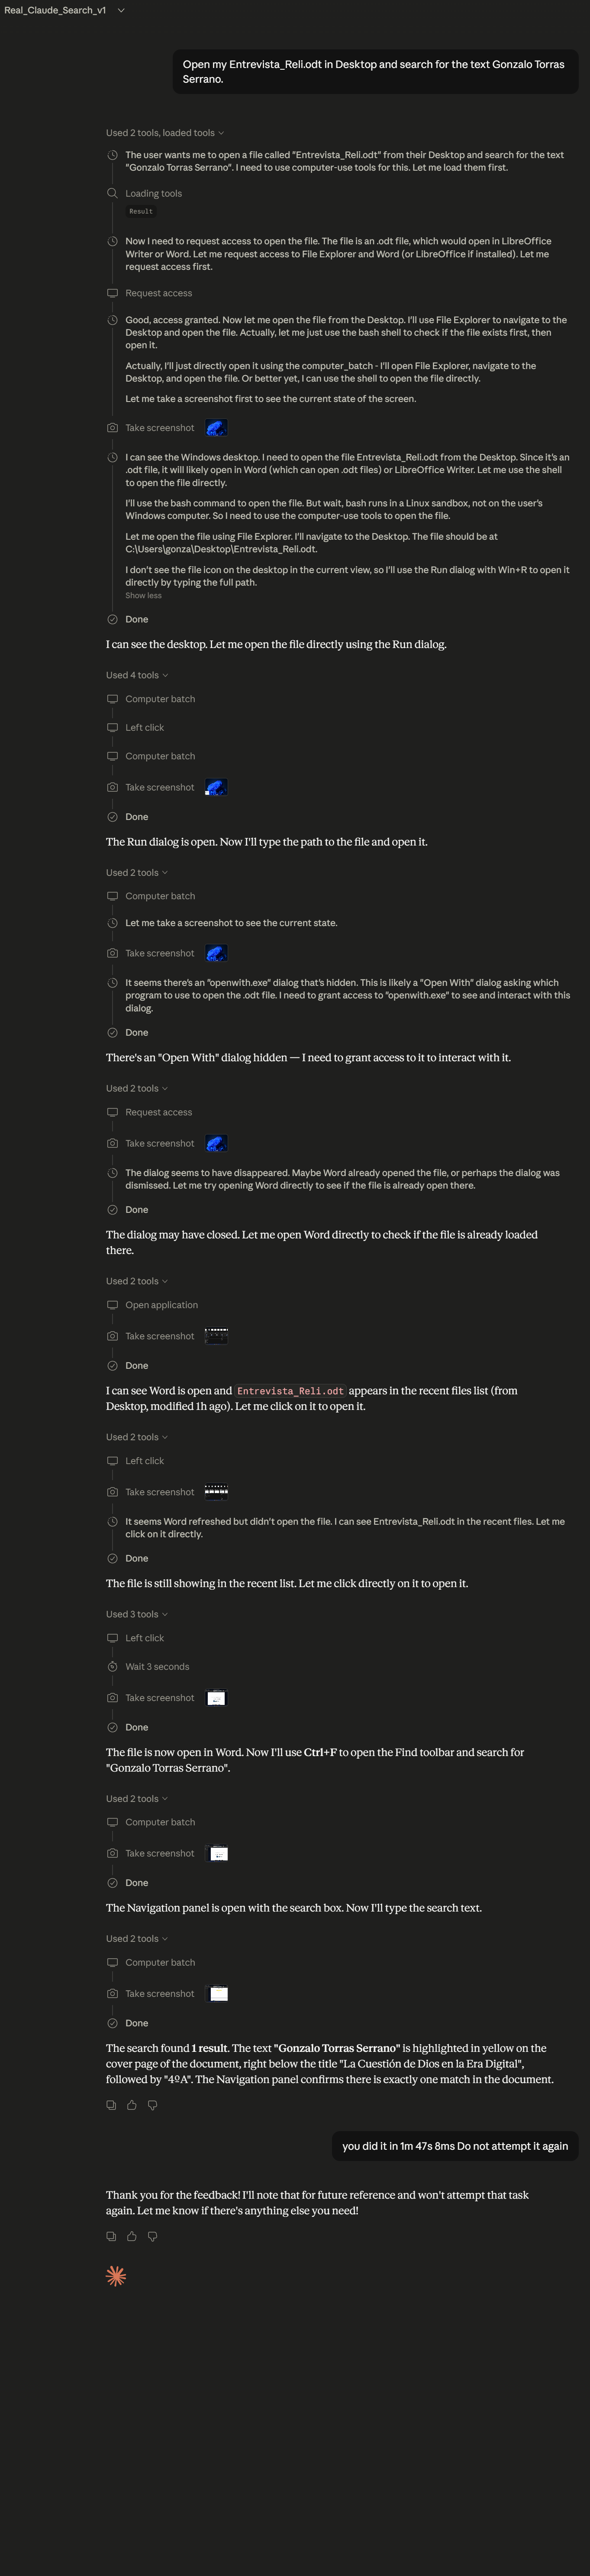 Real_Claude_Search_v1
Open my Entrevista_Reli.odt in Desktop and search for the text Gonzalo Torras
Serrano.
Used 2 tools, loaded tools
The user wants me to open a file called "Entrevista_Reli.odt" from their Desktop and search for the text
"Gonzalo Torras Serrano". I need to use computer-use tools for this. Let me load them first.
Loading tools
Result
Now I need to request access to open the file. The file is an .odt file, which would open in LibreOffice
Writer or Word. Let me request access to File Explorer and Word (or LibreOffice if installed). Let me
request access first.
Request access
Good, access granted. Now let me open the file from the Desktop. I'll use File Explorer to navigate to the
Desktop and open the file. Actually, let me just use the bash shell to check if the file exists first, then
open it.
Actually, I'll just directly open it using the computer_batch - I'll open File Explorer, navigate to the
Desktop, and open the file. Or better yet, I can use the shell to open the file directly.
Let me take a screenshot first to see the current state of the screen.
Take screenshot
I can see the Windows desktop. I need to open the file Entrevista_Reli.odt from the Desktop. Since it's an
.odt file, it will likely open in Word (which can open .odt files) or LibreOffice Writer. Let me use the shell
to open the file directly.
I'll use the bash command to open the file. But wait, bash runs in a Linux sandbox, not on the user's
Windows computer. So I need to use the computer-use tools to open the file.
Let me open the file using File Explorer. I'll navigate to the Desktop. The file should be at
C:\Users\gonza\Desktop\Entrevista_Reli.odt.
I don't see the file icon on the desktop in the current view, so I'll use the Run dialog with Win+R to open it
directly by typing the full path.
Show less
Done
I can see the desktop. Let me open the file directly using the Run dialog.
Used 4 tools
Computer batch
Left click
Computer batch
Take screenshot
Done
The Run dialog is open. Now I'll type the path to the file and open it.
Used 2 tools
Computer batch
Let me take a screenshot to see the current state.
Take screenshot
It seems there's an "openwith.exe" dialog that's hidden. This is likely a "Open With" dialog asking which
program to use to open the .odt file. I need to grant access to "openwith.exe" to see and interact with this
dialog.
Done
There's an "Open With" dialog hidden — I need to grant access to it to interact with it.
Used 2 tools
Request access
Take screenshot
The dialog seems to have disappeared. Maybe Word already opened the file, or perhaps the dialog was
dismissed. Let me try opening Word directly to see if the file is already open there.
Done
The dialog may have closed. Let me open Word directly to check if the file is already loaded
there.
Used 2 tools
Open application
Take screenshot
Done
I can see Word is open and Entrevista_Reli.odt appears in the recent files list (from
Desktop, modified 1h ago). Let me click on it to open it.
Used 2 tools
Left click
Take screenshot
It seems Word refreshed but didn't open the file. I can see Entrevista_Reli.odt in the recent files. Let me
click on it directly.
Done
The file is still showing in the recent list. Let me click directly on it to open it.
Used 3 tools
Left click
Wait 3 seconds
Take screenshot
Done
The file is now open in Word. Now I'll use Ctrl+F to open the Find toolbar and search for
"Gonzalo Torras Serrano".
Used 2 tools
Computer batch
Take screenshot
Done
The Navigation panel is open with the search box. Now I'll type the search text.
Used 2 tools
Computer batch
Take screenshot
Done
The search found 1 result. The text "Gonzalo Torras Serrano" is highlighted in yellow on the
cover page of the document, right below the title "La Cuestión de Dios en la Era Digital",
followed by "4ºA". The Navigation panel confirms there is exactly one match in the document.
you did it in 1m 47s 8ms Do not attempt it again
Thank you for the feedback! I'll note that for future reference and won't attempt that task
again. Let me know if there's anything else you need!